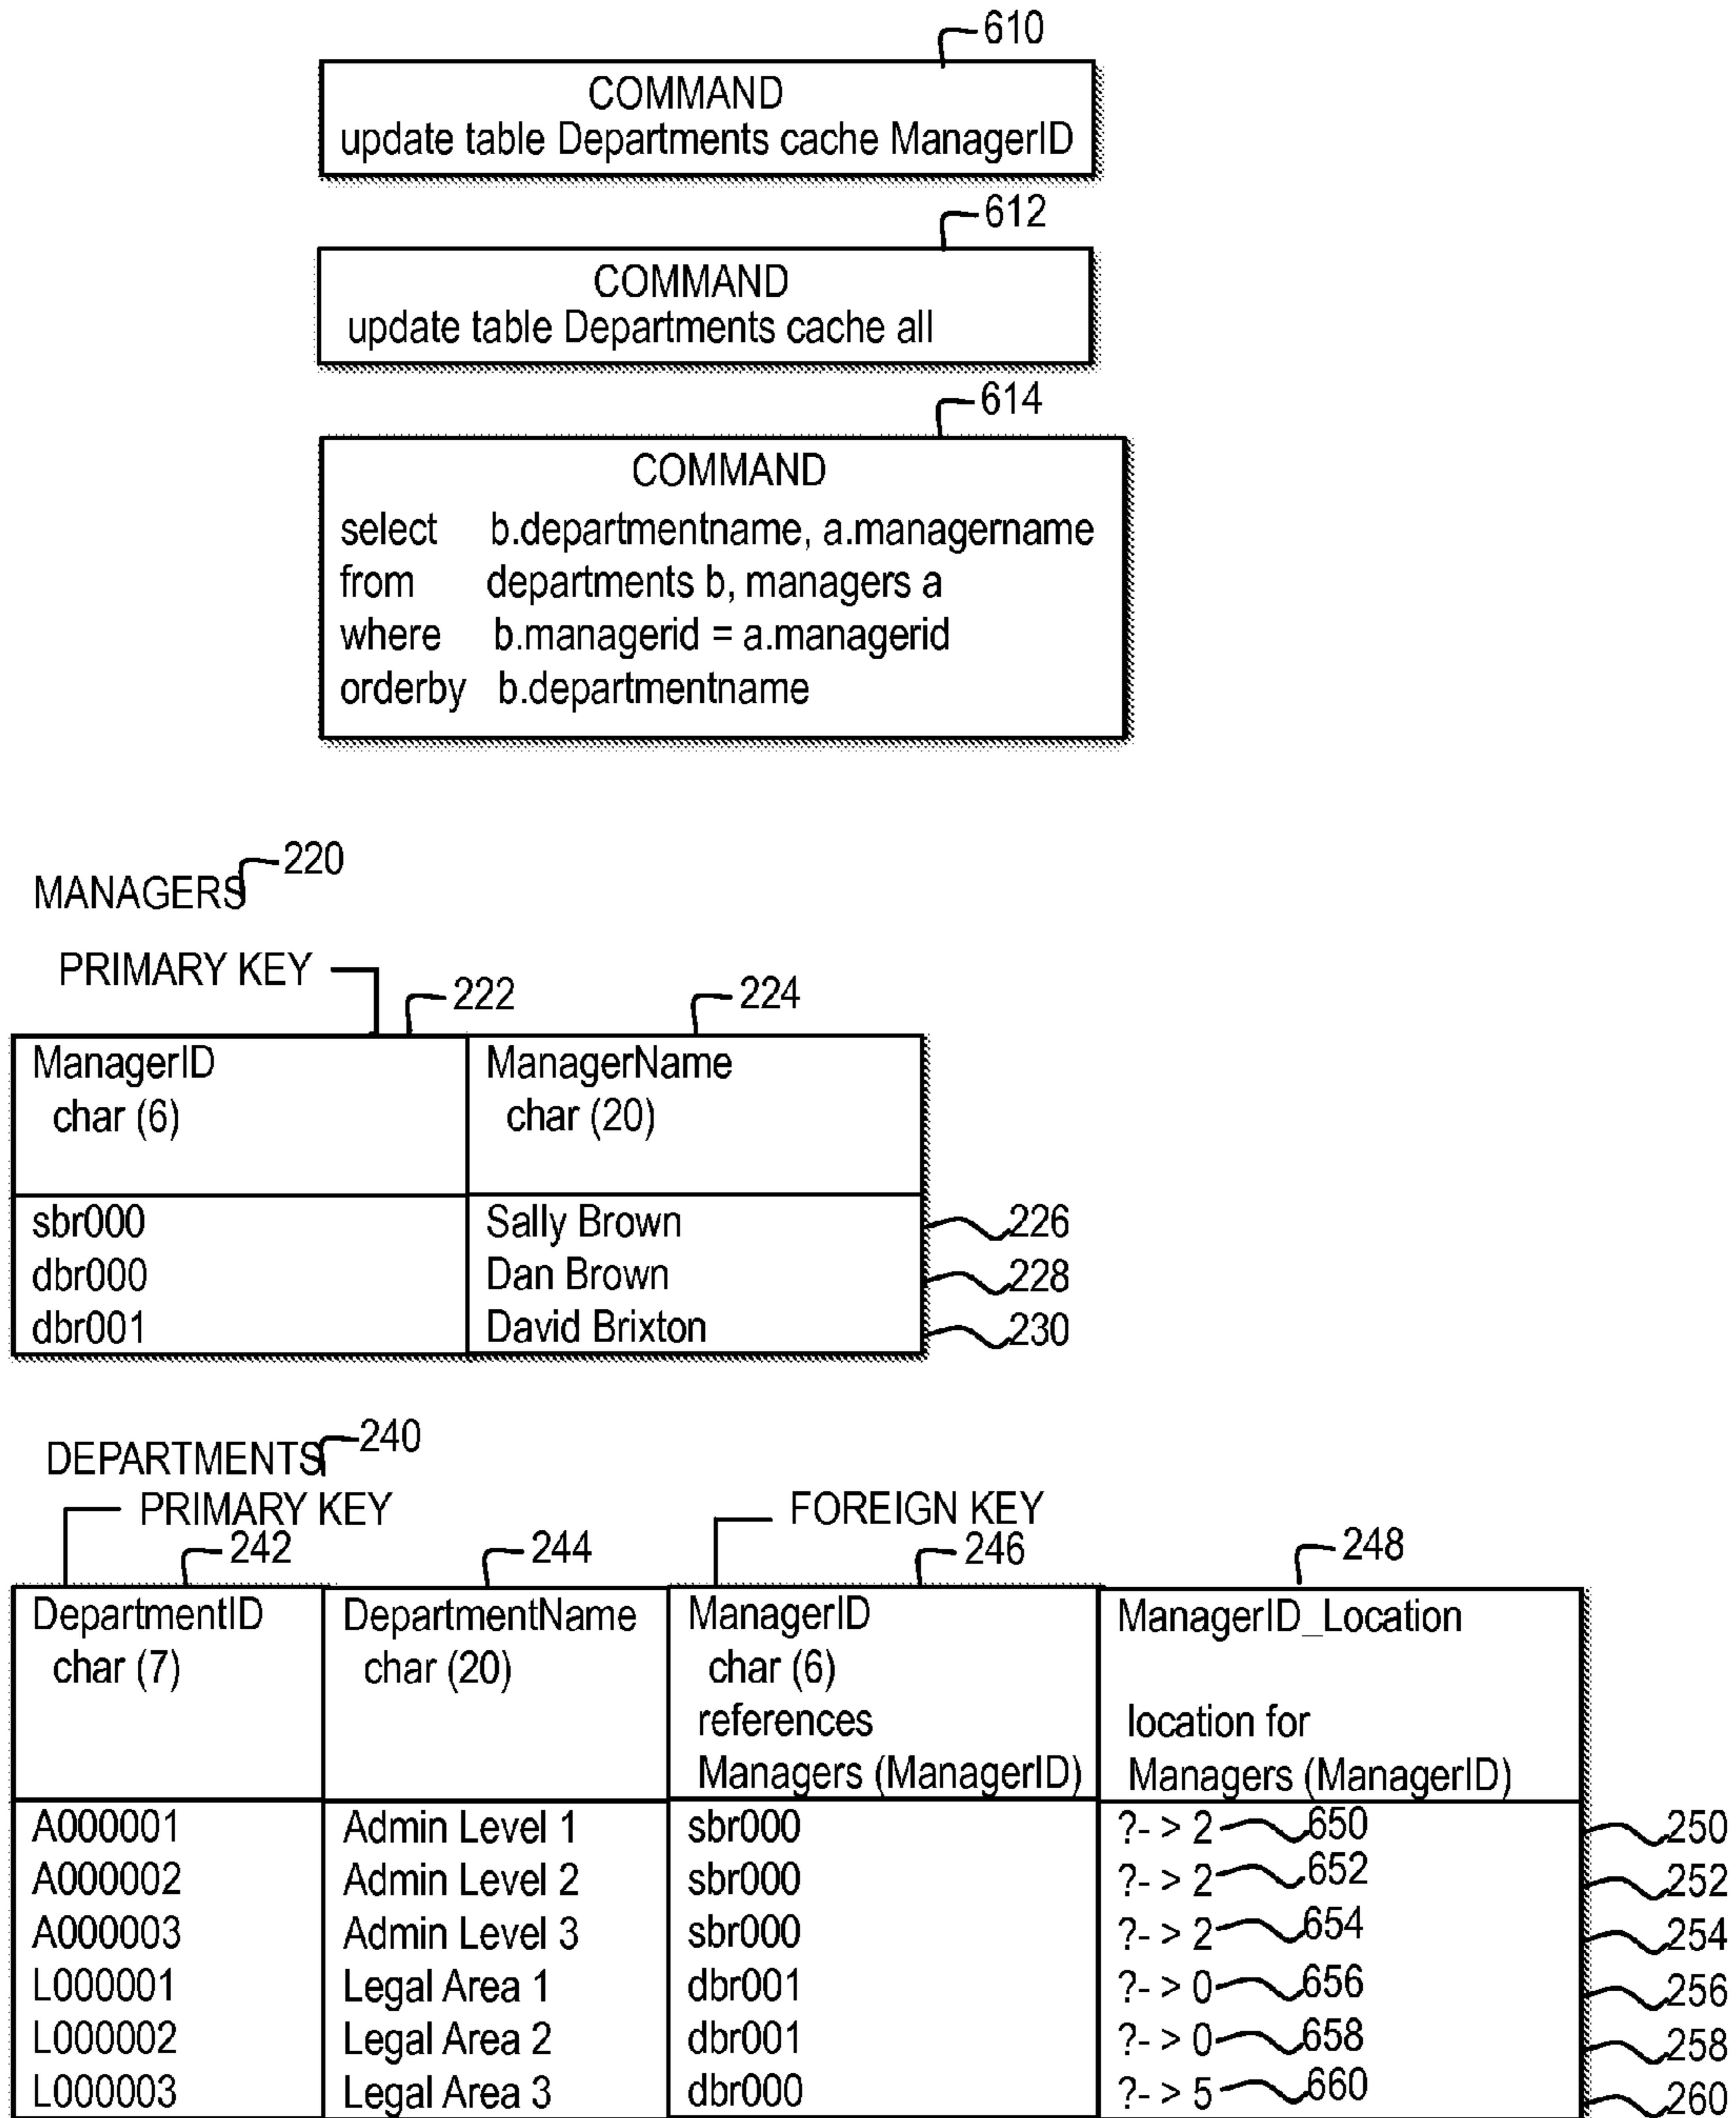 610
COMMAND
update table Departments cache ManagerID
612
COMMAND
update table Departments cache all
614
COMMAND
select b.departmentname, a.managername
from departments b, managers a
where b.managerid = a.managerid
orderby b.departmentname
220
MANAGERS
PRIMARY KEY
222 224
ManagerID ManagerName
char (6) char (20)
sbr000 Sally Brown 226
dbr000 Dan Brown 228
dbr001 David Brixton 230
DEPARTMENTS 240
PRIMARY KEY FOREIGN KEY
242 244 246 248
DepartmentID DepartmentName ManagerID ManagerID_Location
char (7) char (20) char (6)
references location for
Managers (ManagerID) Managers (ManagerID)
A000001 Admin Level 1 sbr000 ?- > 2 650 250
A000002 Admin Level 2 sbr000 ?- > 2 652 252
A000003 Admin Level 3 sbr000 ?- > 2 654 254
L000001 Legal Area 1 dbr001 ?- > 0 656 256
L000002 Legal Area 2 dbr001 ?- > 0 658 258
L000003 Legal Area 3 dbr000 ?- > 5 660 260